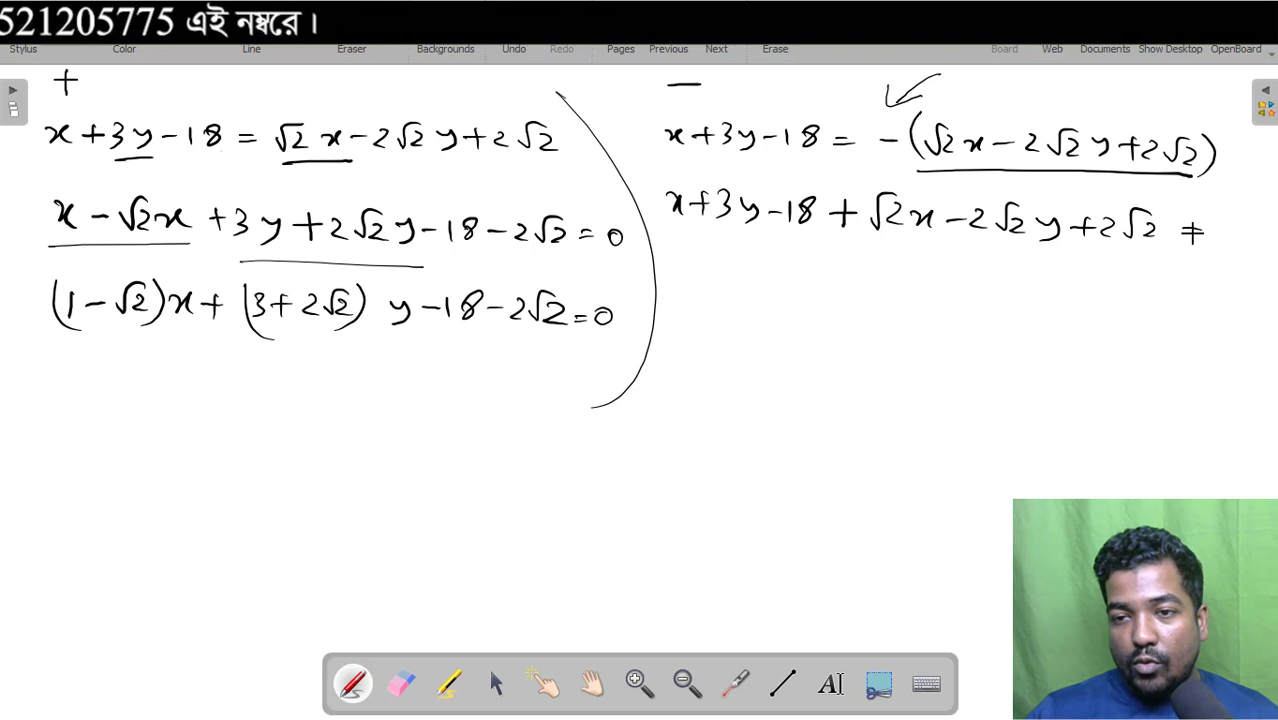 521205775 এই নম্বরে।
Stylus Color Line Eraser Backgrounds Undo Redo Pages Previous Next Erase Board Web Documents Show Desktop OpenBoard
+
x + 3y - 18 = √2 x - 2√2 y + 2√2
x - √2x + 3y + 2√2 y - 18 - 2√2 = 0
(1 - √2)x + (3 + 2√2) y - 18 - 2√2 = 0
−
x + 3y - 18 = - (√2x - 2√2 y + 2√2)
x + 3y - 18 + √2x - 2√2 y + 2√2 =